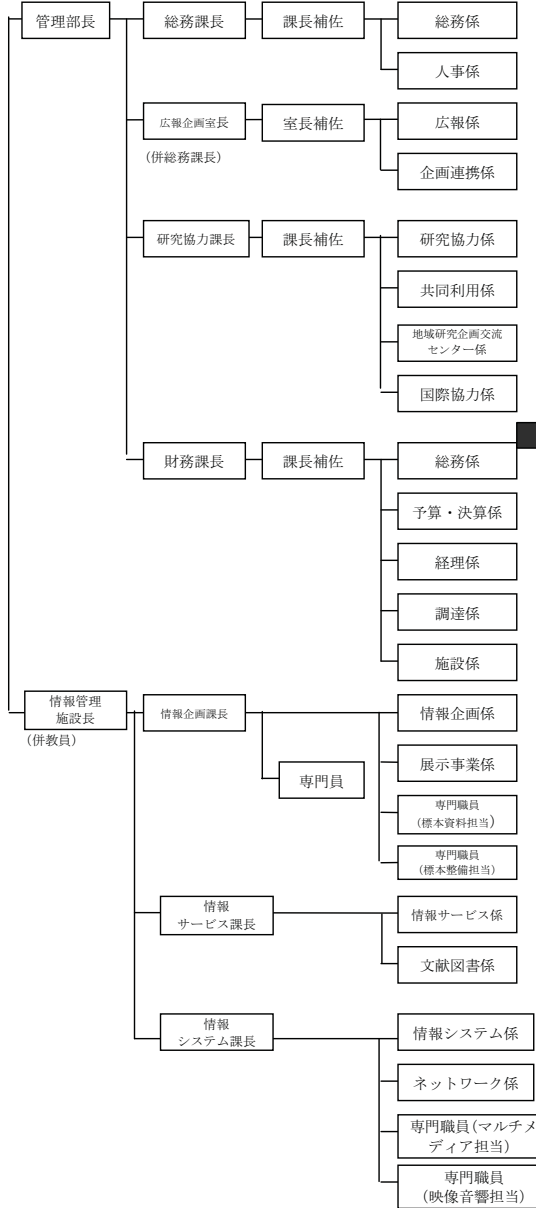 管理部長
総務課長
課長補佐
総務係
人事係
広報企画室長
(併総務課長)
室長補佐
広報係
企画連携係
研究協力課長
課長補佐
研究協力係
共同利用係
地域研究企画交流
センター係
国際協力係
財務課長
課長補佐
総務係
予算・決算係
経理係
調達係
施設係
情報管理
施設長
(併教員)
情報企画課長
専門員
情報企画係
展示事業係
専門職員
(標本資料担当)
専門職員
(標本整備担当)
情報
サービス課長
情報サービス係
文献図書係
情報
システム課長
情報システム係
ネットワーク係
専門職員(マルチメ
ディア担当)
専門職員
(映像音響担当)